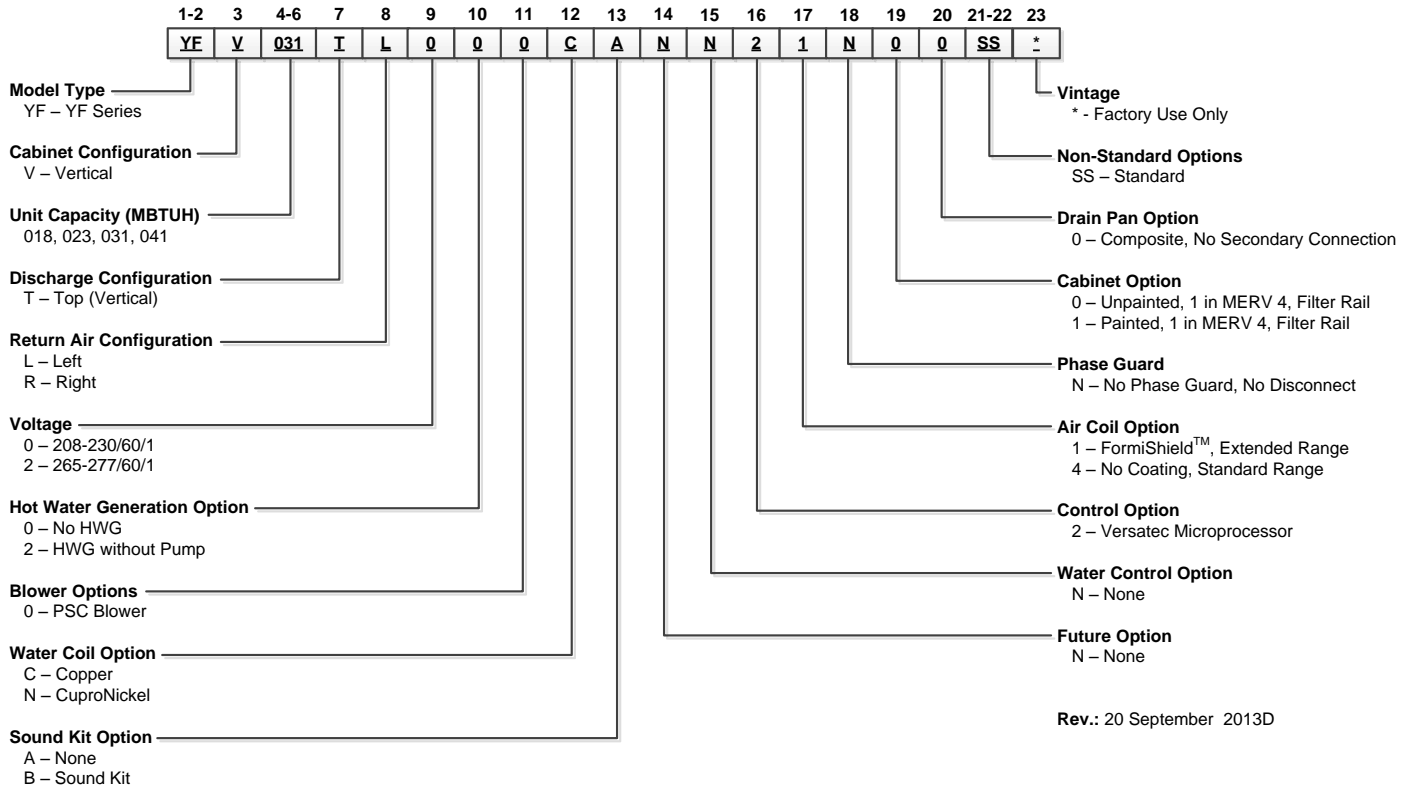 1-2 3 4-6 7 8 9 10 11 12 13 14 15 16 17 18 19 20 21-22 23
YF V 031 T L 0 0 0 C A N N 2 1 N 0 0 SS *
Model Type
YF – YF Series
Cabinet Configuration
V – Vertical
Unit Capacity (MBTUH)
018, 023, 031, 041
Discharge Configuration
T – Top (Vertical)
Return Air Configuration
L – Left
R – Right
Voltage
0 – 208-230/60/1
2 – 265-277/60/1
Hot Water Generation Option
0 – No HWG
2 – HWG without Pump
Blower Options
0 – PSC Blower
Water Coil Option
C – Copper
N – CuproNickel
Sound Kit Option
A – None
B – Sound Kit
Vintage
* - Factory Use Only
Non-Standard Options
SS – Standard
Drain Pan Option
0 – Composite, No Secondary Connection
Cabinet Option
0 – Unpainted, 1 in MERV 4, Filter Rail
1 – Painted, 1 in MERV 4, Filter Rail
Phase Guard
N – No Phase Guard, No Disconnect
Air Coil Option
1 – FormiShield™, Extended Range
4 – No Coating, Standard Range
Control Option
2 – Versatec Microprocessor
Water Control Option
N – None
Future Option
N – None
Rev.: 20 September 2013D